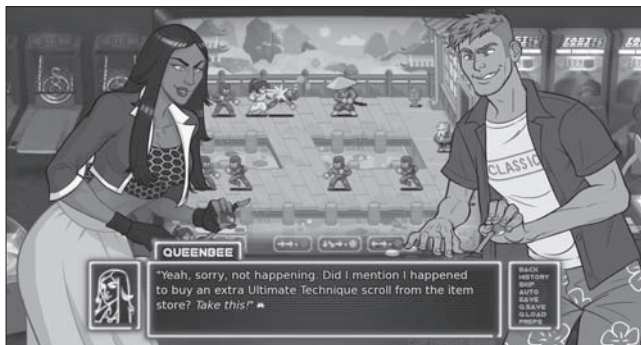 CLASSIC
QUEENBEE
"Yeah, sorry, not happening. Did I mention I happened
to buy an extra Ultimate Technique scroll from the item
store? Take this!"
BACK
HISTORY
SKIP
AUTO
SAVE
Q.SAVE
Q.LOAD
PREFS